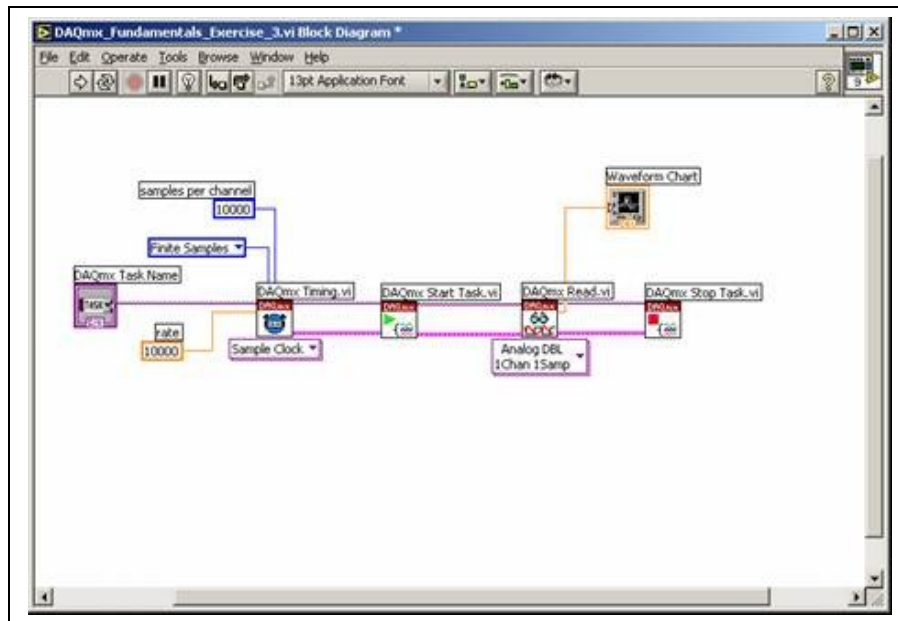 DAQmx_Fundamentals_Exercise_3.vi Block Diagram *
File Edit Operate Tools Browse Window Help
13pt Application Font
9
samples per channel
10000
Finite Samples
Waveform Chart
DAQmx Task Name
TASK
DAQmx Timing.vi
DAQmx Start Task.vi
DAQmx Read.vi
DAQmx Stop Task.vi
rate
10000
Sample Clock
Analog DBL
1Chan 1Samp